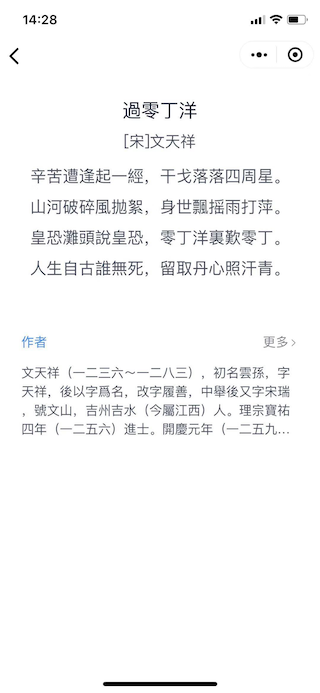 14:28
過零丁洋
[宋]文天祥
辛苦遭逢起一經，干戈落落四周星。
山河破碎風拋絮，身世飄摇雨打萍。
皇恐灘頭說皇恐，零丁洋裏歎零丁。
人生自古誰無死，留取丹心照汗青。
作者
更多>
文天祥（一二三六～一二八三），初名雲孫，字
天祥，後以字爲名，改字履善，中舉後又字宋瑞
，號文山，吉州吉水（今屬江西）人。理宗寶祐
四年（一二五六）進士。開慶元年（一二五九...